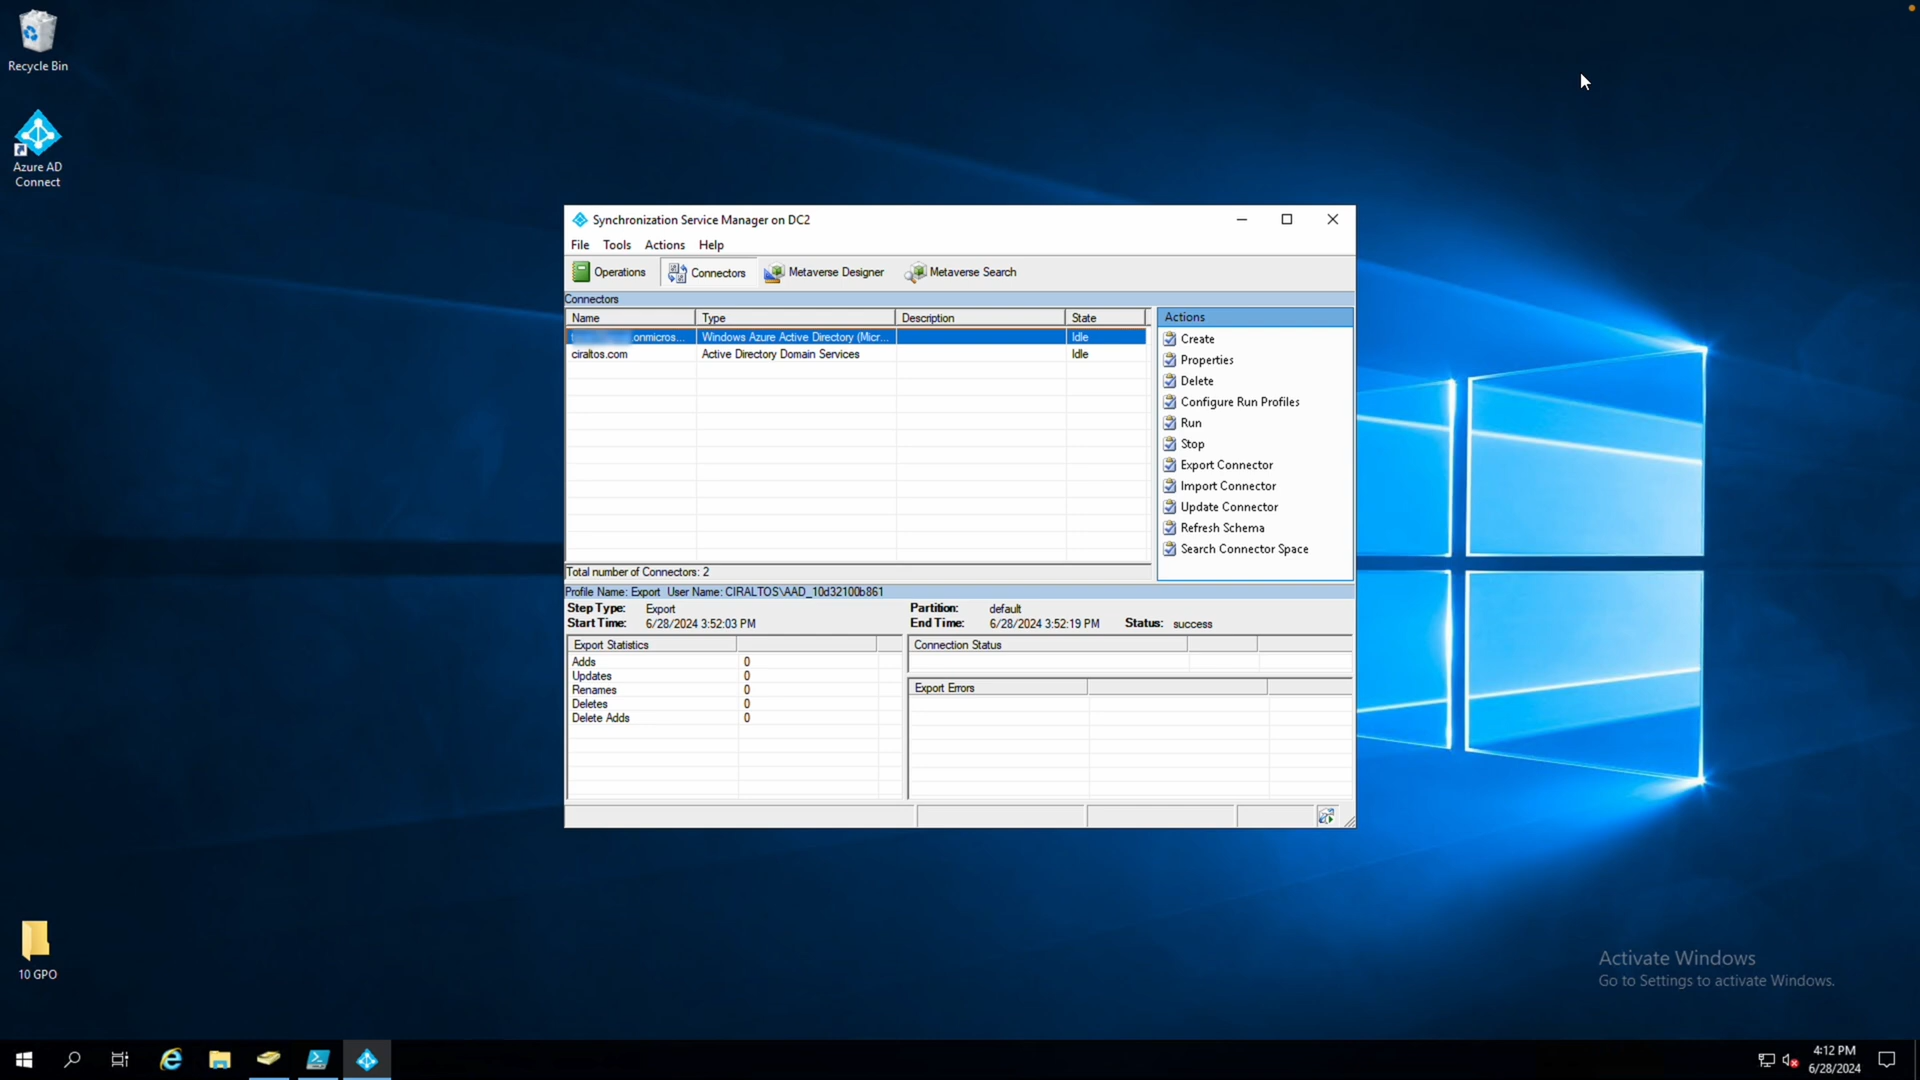 Recycle Bin
Azure AD
Connect
10 GPO
Synchronization Service Manager on DC2
File Tools Actions Help
Operations Connectors Metaverse Designer Metaverse Search
Connectors
Name Type Description State
.onmicros... Windows Azure Active Directory (Micr... Idle
ciraltos.com Active Directory Domain Services Idle
Total number of Connectors: 2
Actions
Create
Properties
Delete
Configure Run Profiles
Run
Stop
Export Connector
Import Connector
Update Connector
Refresh Schema
Search Connector Space
Profile Name: Export User Name: CIRALTOS\AAD_10d32100b861
Step Type: Export Partition: default
Start Time: 6/28/2024 3:52:03 PM End Time: 6/28/2024 3:52:19 PM Status: success
Export Statistics
Adds 0
Updates 0
Renames 0
Deletes 0
Delete Adds 0
Connection Status
Export Errors
Activate Windows
Go to Settings to activate Windows.
4:12 PM
6/28/2024